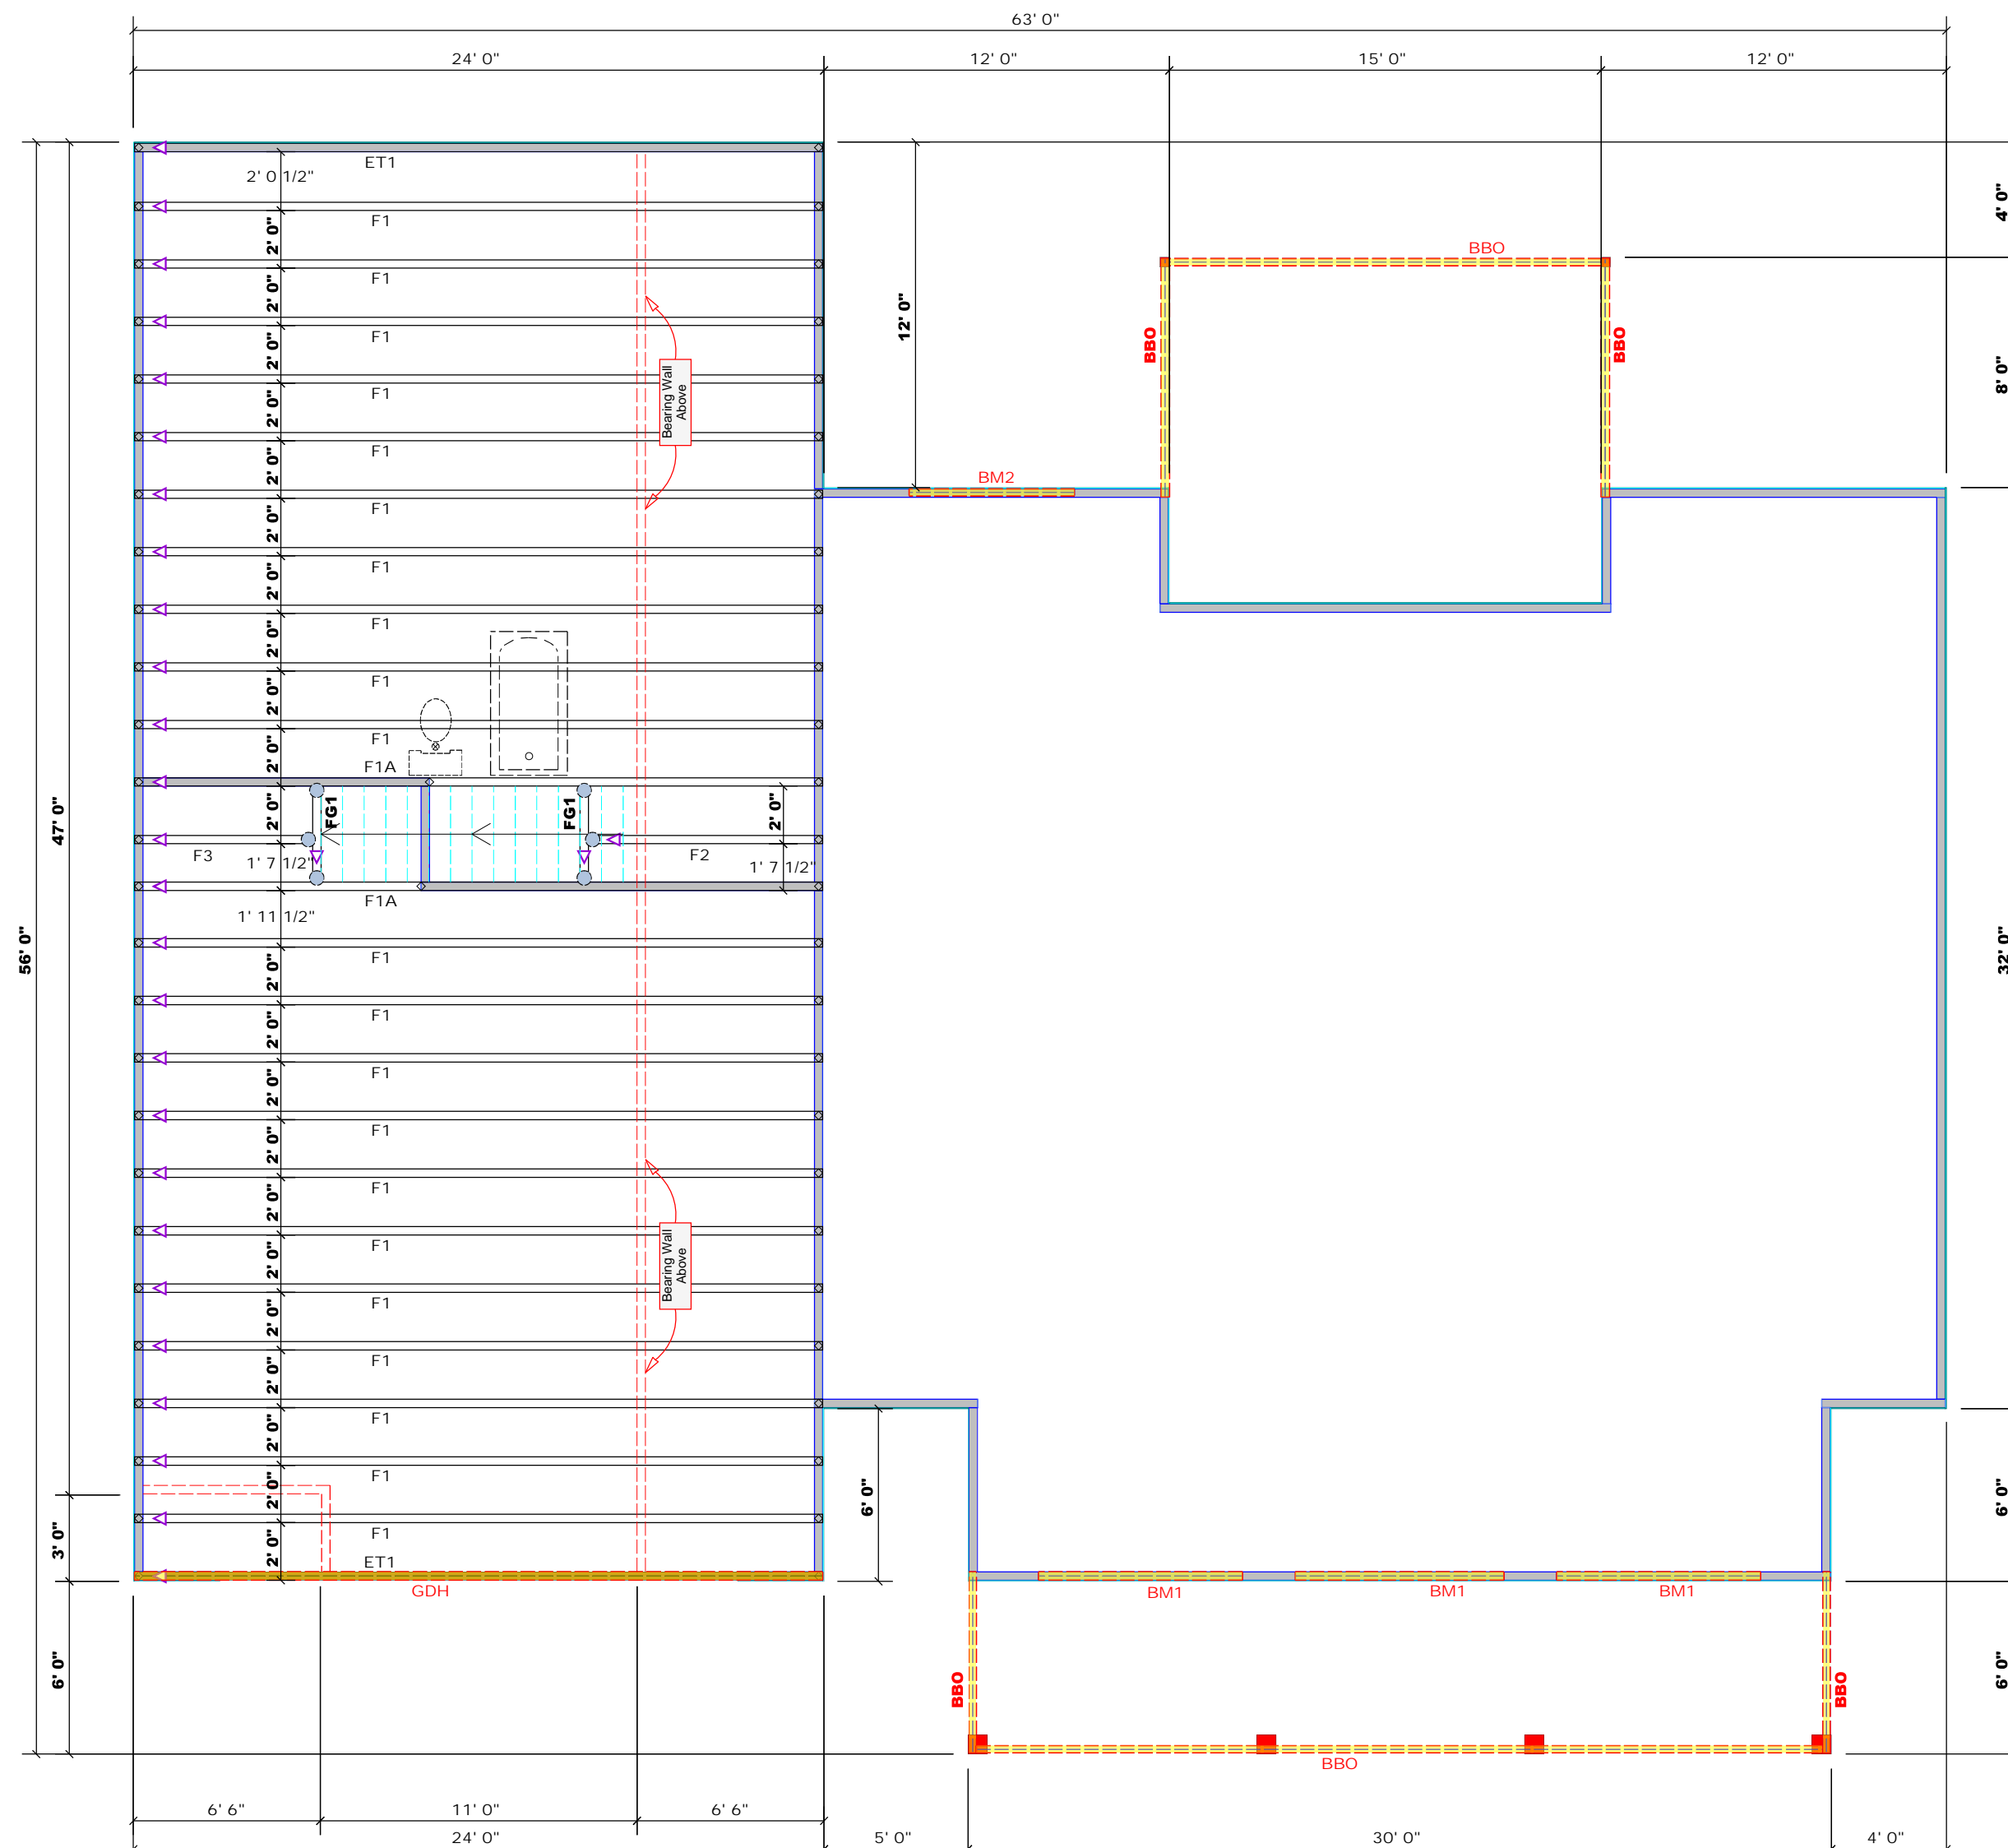 63' 0"
24' 0"
12' 0"
15' 0"
12' 0"
ET1
2' 0 1/2"
F1
2' 0"
F1
2' 0"
F1
2' 0"
F1
2' 0"
F1
2' 0"
F1
2' 0"
F1
2' 0"
F1
2' 0"
F1
2' 0"
F1
2' 0"
F1
F1A
2' 0"
Bearing Wall
Above
12' 0"
BM2
BBO
BBO
BBO
4' 0"
8' 0"
32' 0"
6' 0"
6' 0"
47' 0"
56' 0"
3' 0"
6' 0"
FG1
FG1
2' 0"
2' 0"
F3
F2
1' 7 1/2"
1' 7 1/2"
F1A
1' 11 1/2"
F1
2' 0"
F1
2' 0"
F1
2' 0"
F1
2' 0"
F1
2' 0"
F1
2' 0"
F1
2' 0"
F1
2' 0"
F1
2' 0"
F1
2' 0"
F1
2' 0"
ET1
GDH
Bearing Wall
Above
6' 0"
BM1
BM1
BM1
BBO
BBO
BBO
6' 6"
11' 0"
6' 6"
24' 0"
5' 0"
30' 0"
4' 0"